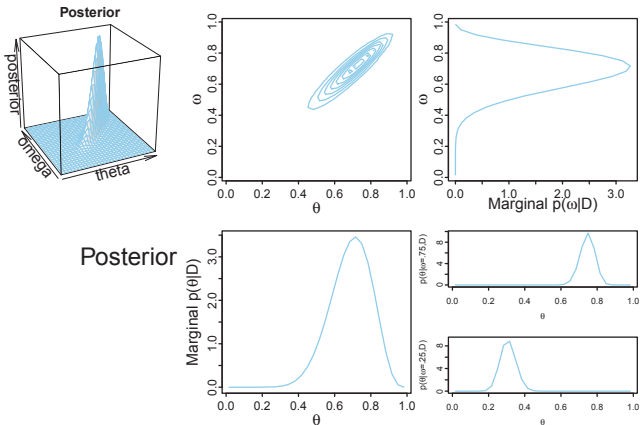 Posterior
posterior
omega
theta
ω
0.0 0.2 0.4 0.6 0.8 1.0
0.0 0.2 0.4 0.6 0.8 1.0
θ
ω
0.0 0.2 0.4 0.6 0.8 1.0
0.0 1.0 2.0 3.0
Marginal p(ω|D)
Posterior
Marginal p(θ|D)
0.0 1.0 2.0 3.0
0.0 0.2 0.4 0.6 0.8 1.0
θ
p(θ|ω=.75,D)
0 4 8
0.0 0.2 0.4 0.6 0.8 1.0
θ
p(θ|ω=.25,D)
0 4 8
0.0 0.2 0.4 0.6 0.8 1.0
θ